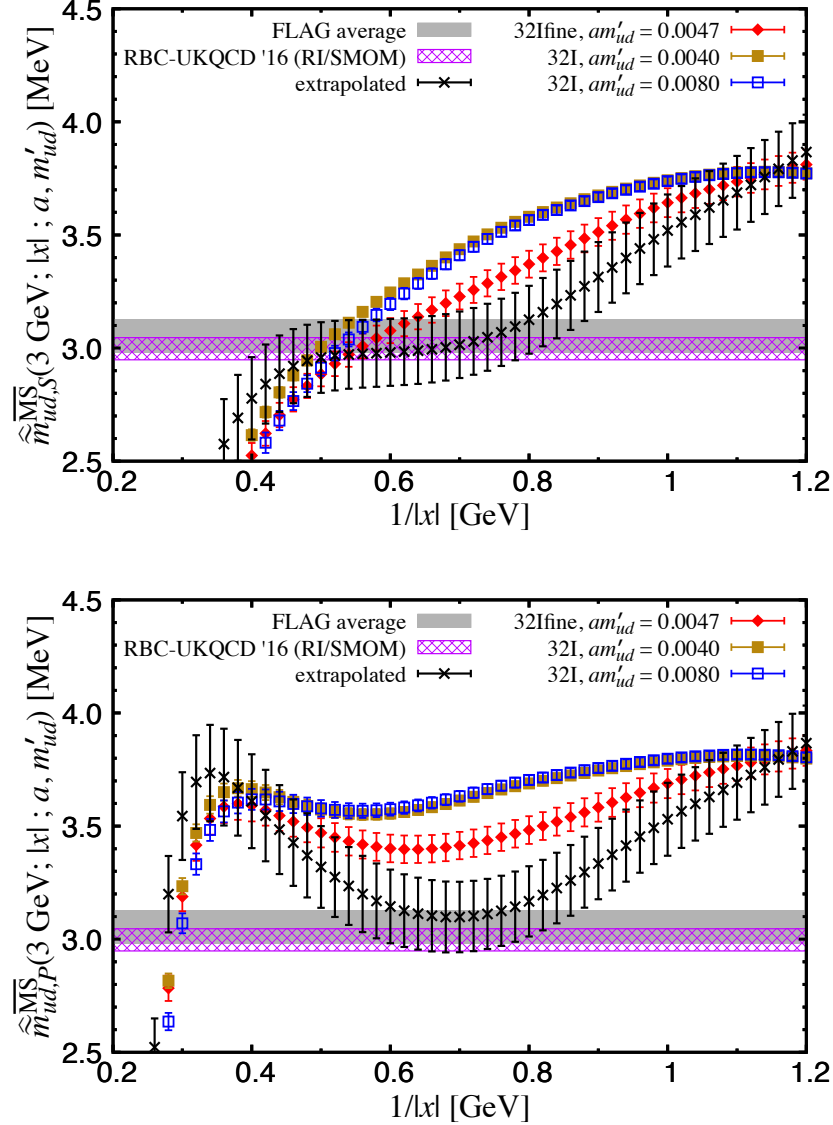 4.5
4.0
3.5
3.0
2.5
m̂̃^MS̅_ud,S(3 GeV; |x| ; a, m′ud) [MeV]
FLAG average
RBC-UKQCD '16 (RI/SMOM)
extrapolated
32Ifine, am′ud = 0.0047
32I, am′ud = 0.0040
32I, am′ud = 0.0080
0.2 0.4 0.6 0.8 1 1.2
1/|x| [GeV]
4.5
4.0
3.5
3.0
2.5
m̂̃^MS̅_ud,P(3 GeV; |x| ; a, m′ud) [MeV]
FLAG average
RBC-UKQCD '16 (RI/SMOM)
extrapolated
32Ifine, am′ud = 0.0047
32I, am′ud = 0.0040
32I, am′ud = 0.0080
0.2 0.4 0.6 0.8 1 1.2
1/|x| [GeV]